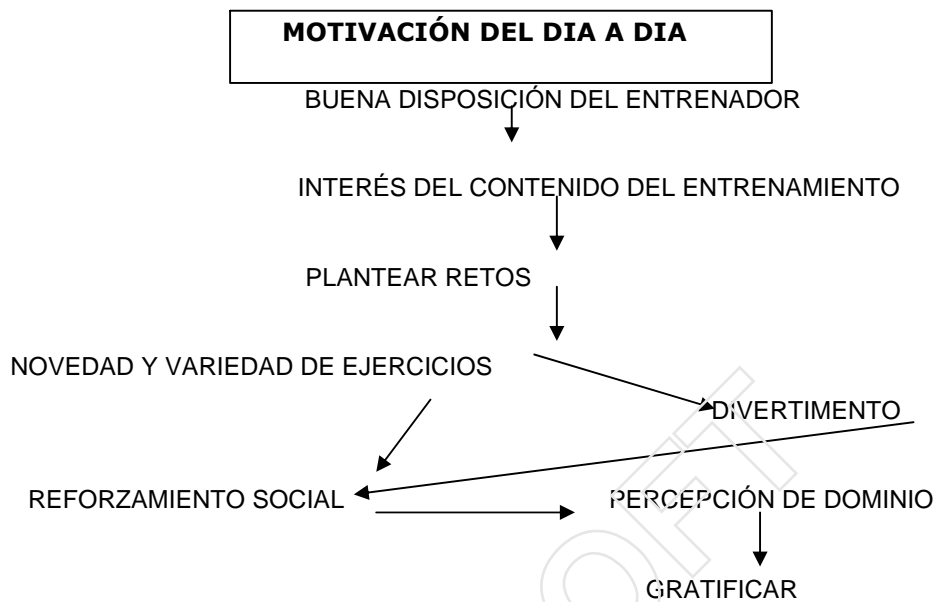 MOTIVACIÓN DEL DIA A DIA
BUENA DISPOSICIÓN DEL ENTRENADOR
INTERÉS DEL CONTENIDO DEL ENTRENAMIENTO
PLANTEAR RETOS
NOVEDAD Y VARIEDAD DE EJERCICIOS
DIVERTIMENTO
REFORZAMIENTO SOCIAL
PERCEPCIÓN DE DOMINIO
GRATIFICAR
OFT